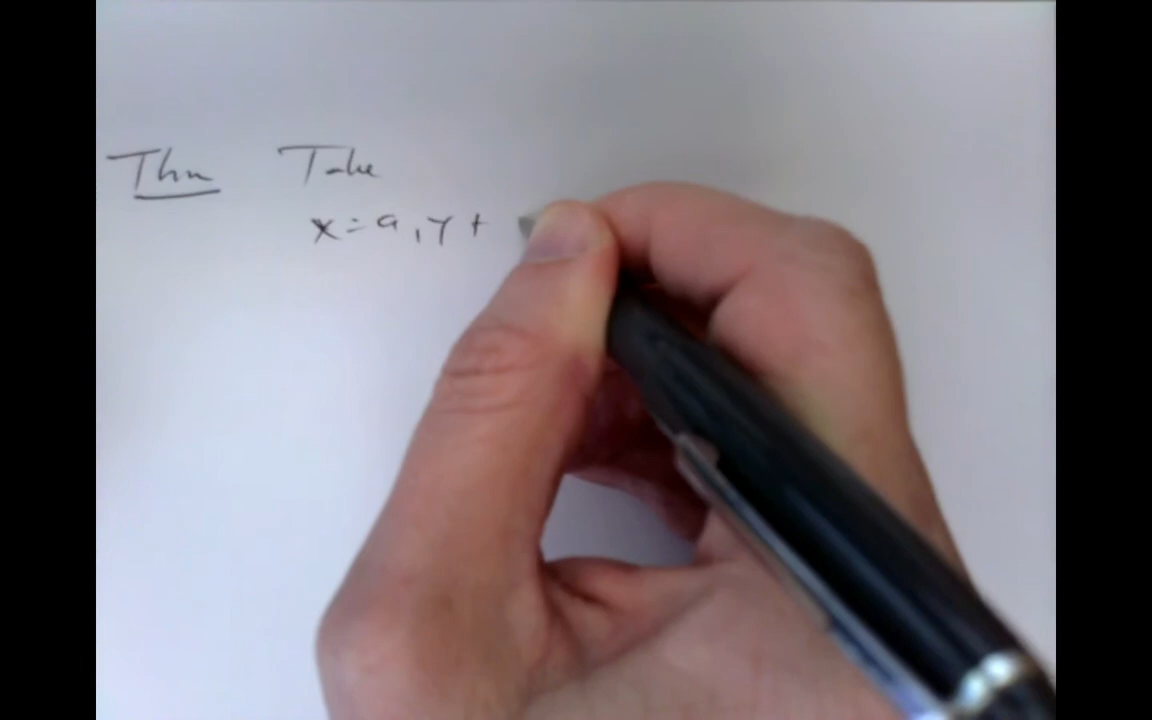 Thm Take
x = a₁y +